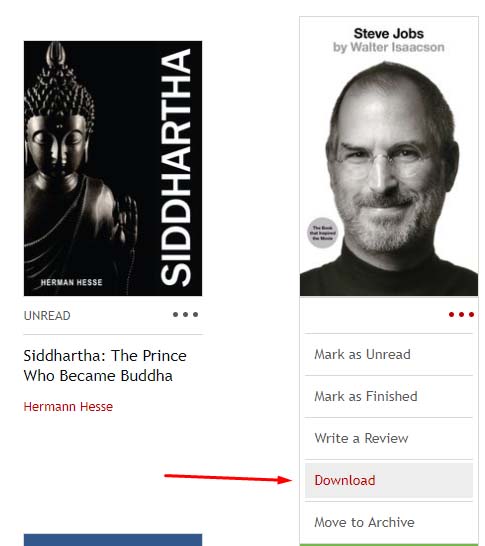 SIDDHARTHA
HERMAN HESSE
UNREAD
Siddhartha: The Prince
Who Became Buddha
Hermann Hesse
Steve Jobs
by Walter Isaacson
The Book
that Inspired
the Movie
Mark as Unread
Mark as Finished
Write a Review
Download
Move to Archive